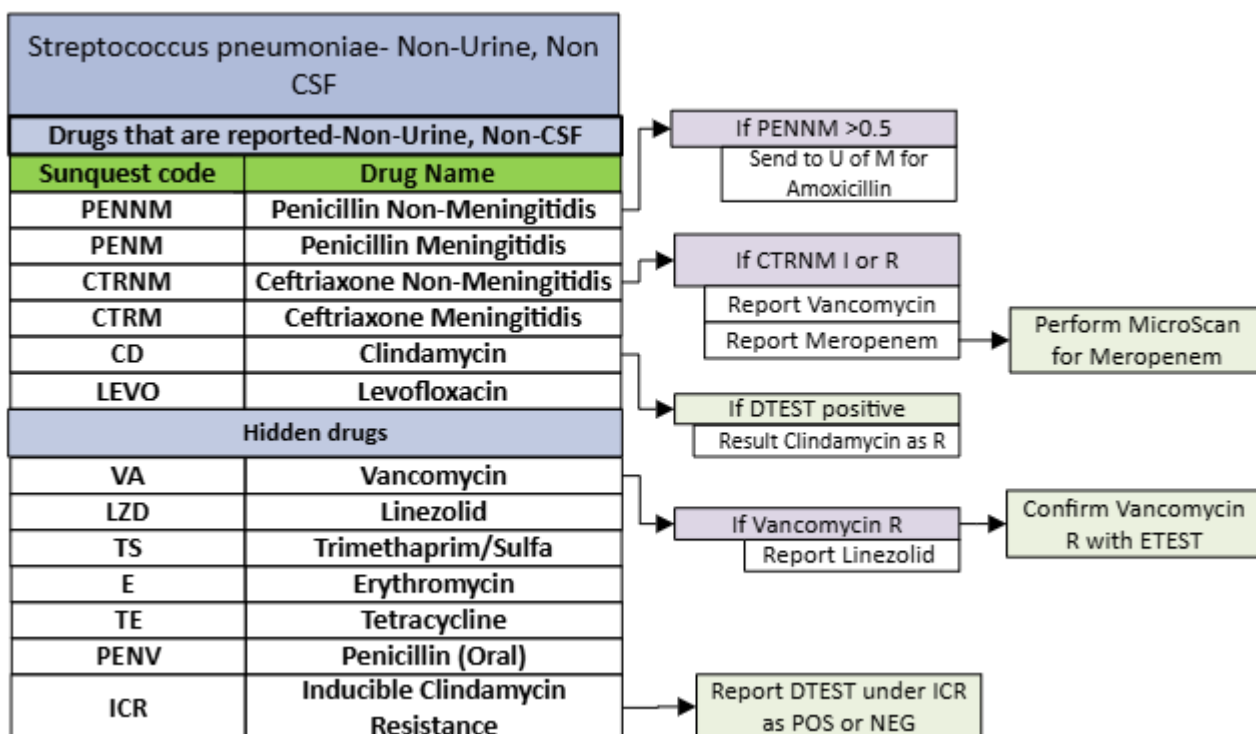 Streptococcus pneumoniae- Non-Urine, Non
CSF
Drugs that are reported-Non-Urine, Non-CSF
Sunquest code Drug Name
PENNM Penicillin Non-Meningitidis
PENM Penicillin Meningitidis
CTRNM Ceftriaxone Non-Meningitidis
CTRM Ceftriaxone Meningitidis
CD Clindamycin
LEVO Levofloxacin
Hidden drugs
VA Vancomycin
LZD Linezolid
TS Trimethaprim/Sulfa
E Erythromycin
TE Tetracycline
PENV Penicillin (Oral)
ICR Inducible Clindamycin
Resistance
If PENNM >0.5
Send to U of M for
Amoxicillin
If CTRNM I or R
Report Vancomycin
Report Meropenem
Perform MicroScan
for Meropenem
If DTEST positive
Result Clindamycin as R
If Vancomycin R
Report Linezolid
Confirm Vancomycin
R with ETEST
Report DTEST under ICR
as POS or NEG